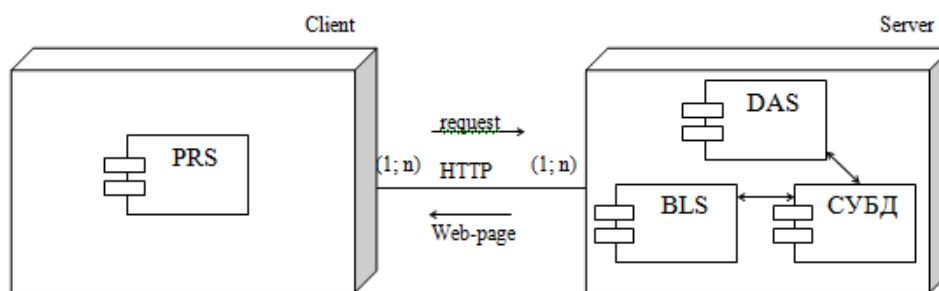 Client
Server
PRS
request
(1; n)
HTTP
(1; n)
Web-page
DAS
BLS
СУБД